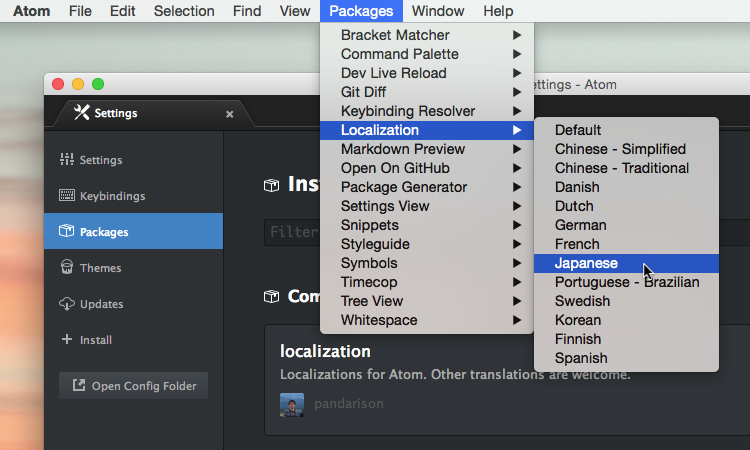 Atom File Edit Selection Find View Packages Window Help
Bracket Matcher
Command Palette
Dev Live Reload
Git Diff
Keybinding Resolver
Localization
Markdown Preview
Open On GitHub
Package Generator
Settings View
Snippets
Styleguide
Symbols
Timecop
Tree View
Whitespace
Default
Chinese - Simplified
Chinese - Traditional
Danish
Dutch
German
French
Japanese
Portuguese - Brazilian
Swedish
Korean
Finnish
Spanish
ettings - Atom
Settings
Settings
Keybindings
Packages
Themes
Updates
Install
Open Config Folder
Inst
Filter
Com
localization
Localizations for Atom. Other translations are welcome.
pandarison